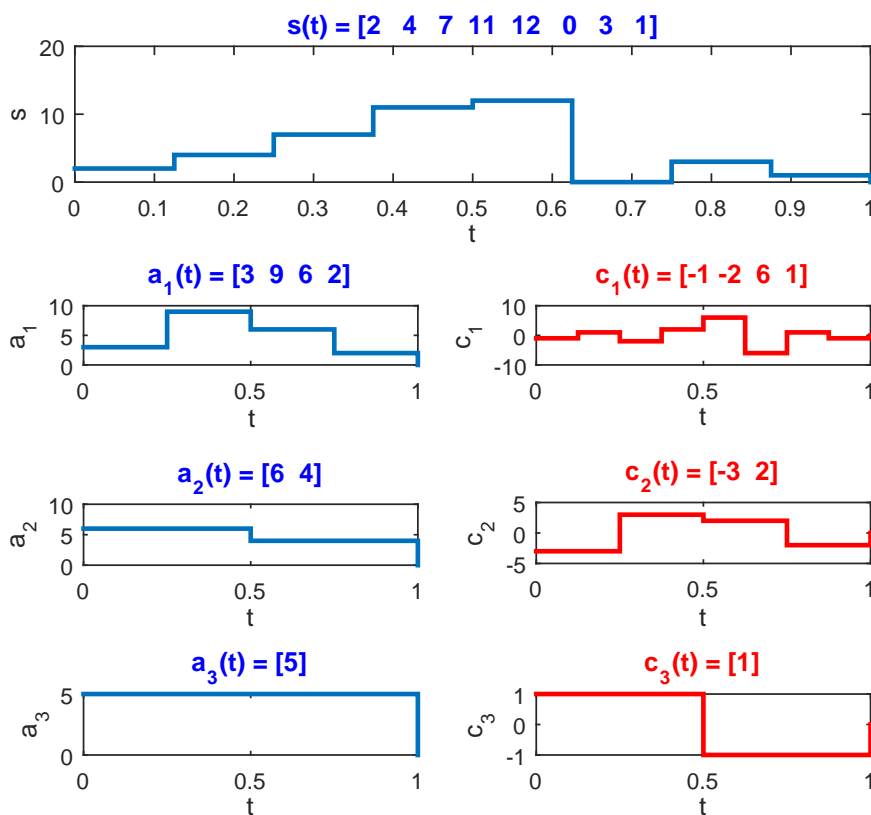 s(t) = [2 4 7 11 12 0 3 1]
20
10
0
s
0 0.1 0.2 0.3 0.4 0.5 0.6 0.7 0.8 0.9 1
t
a₁(t) = [3 9 6 2]
10
5
0
a₁
0 0.5 1
t
c₁(t) = [-1 -2 6 1]
10
0
-10
c₁
0 0.5 1
t
a₂(t) = [6 4]
10
5
0
a₂
0 0.5 1
t
c₂(t) = [-3 2]
5
0
-5
c₂
0 0.5 1
t
a₃(t) = [5]
5
0
a₃
0 0.5 1
t
c₃(t) = [1]
1
0
-1
c₃
0 0.5 1
t